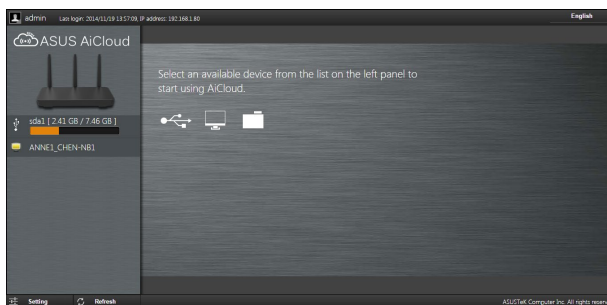 admin Last login: 2014/11/19 13:57:09, IP address: 192.168.1.80 English
ASUS AiCloud
Select an available device from the list on the left panel to
start using AiCloud.
sda1 [ 2.41 GB / 7.46 GB ]
ANNE1_CHEN-NB1
Setting Refresh ASUSTeK Computer Inc. All rights reserv